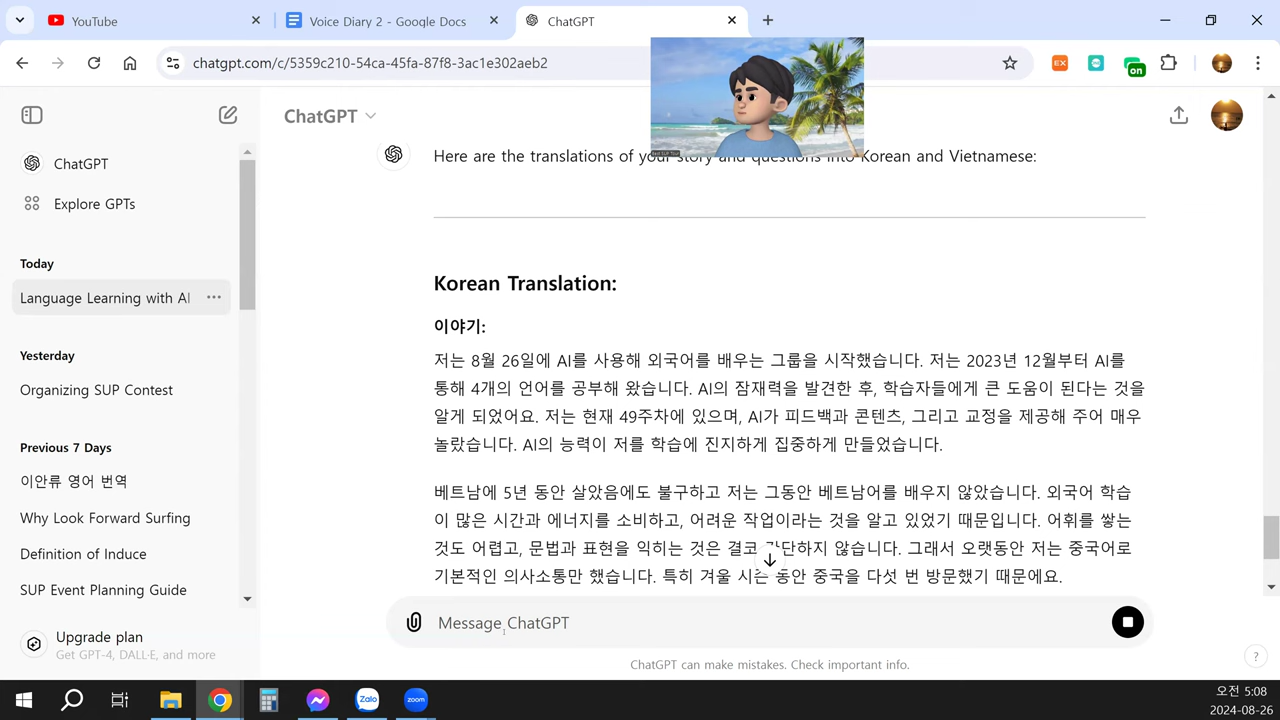 YouTube
Voice Diary 2 - Google Docs
ChatGPT
chatgpt.com/c/5359c210-54ca-45fa-87f8-3ac1e302aeb2
EX
on
ChatGPT
ChatGPT
Explore GPTs
Today
Language Learning with AI
Yesterday
Organizing SUP Contest
Previous 7 Days
이안류 영어 번역
Why Look Forward Surfing
Definition of Induce
SUP Event Planning Guide
Upgrade plan
Get GPT-4, DALL·E, and more
Here are the translations of your story and questions into Korean and Vietnamese:
Korean Translation:
이야기:
저는 8월 26일에 AI를 사용해 외국어를 배우는 그룹을 시작했습니다. 저는 2023년 12월부터 AI를
통해 4개의 언어를 공부해 왔습니다. AI의 잠재력을 발견한 후, 학습자들에게 큰 도움이 된다는 것을
알게 되었어요. 저는 현재 49주차에 있으며, AI가 피드백과 콘텐츠, 그리고 교정을 제공해 주어 매우
놀랐습니다. AI의 능력이 저를 학습에 진지하게 집중하게 만들었습니다.
베트남에 5년 동안 살았음에도 불구하고 저는 그동안 베트남어를 배우지 않았습니다. 외국어 학습
이 많은 시간과 에너지를 소비하고, 어려운 작업이라는 것을 알고 있었기 때문입니다. 어휘를 쌓는
것도 어렵고, 문법과 표현을 익히는 것은 결코 간단하지 않습니다. 그래서 오랫동안 저는 중국어로
기본적인 의사소통만 했습니다. 특히 겨울 시즌 동안 중국을 다섯 번 방문했기 때문에요.
Message ChatGPT
ChatGPT can make mistakes. Check important info.
?
Zalo
zoom
오전 5:08
2024-08-26